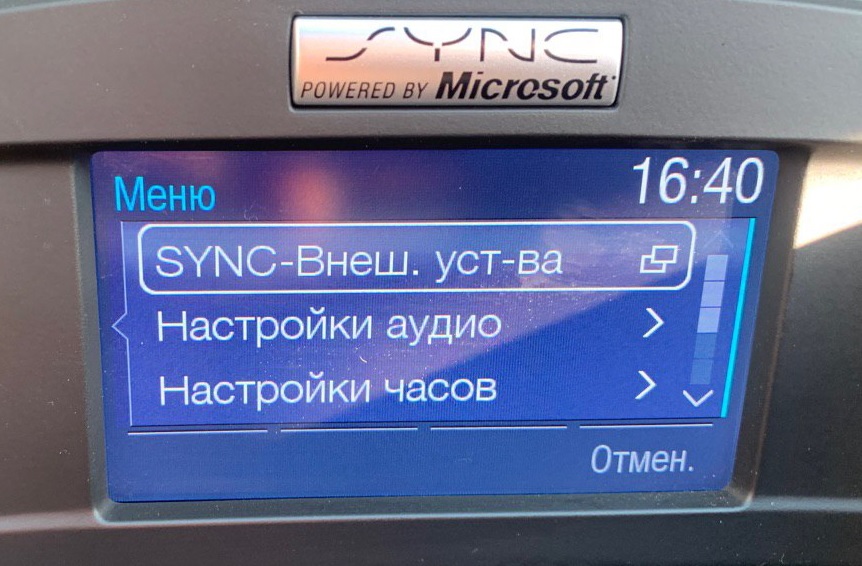 SYNC
POWERED BY Microsoft
Меню 16:40
SYNC-Внеш. уст-ва
Настройки аудио
Настройки часов
Отмен.